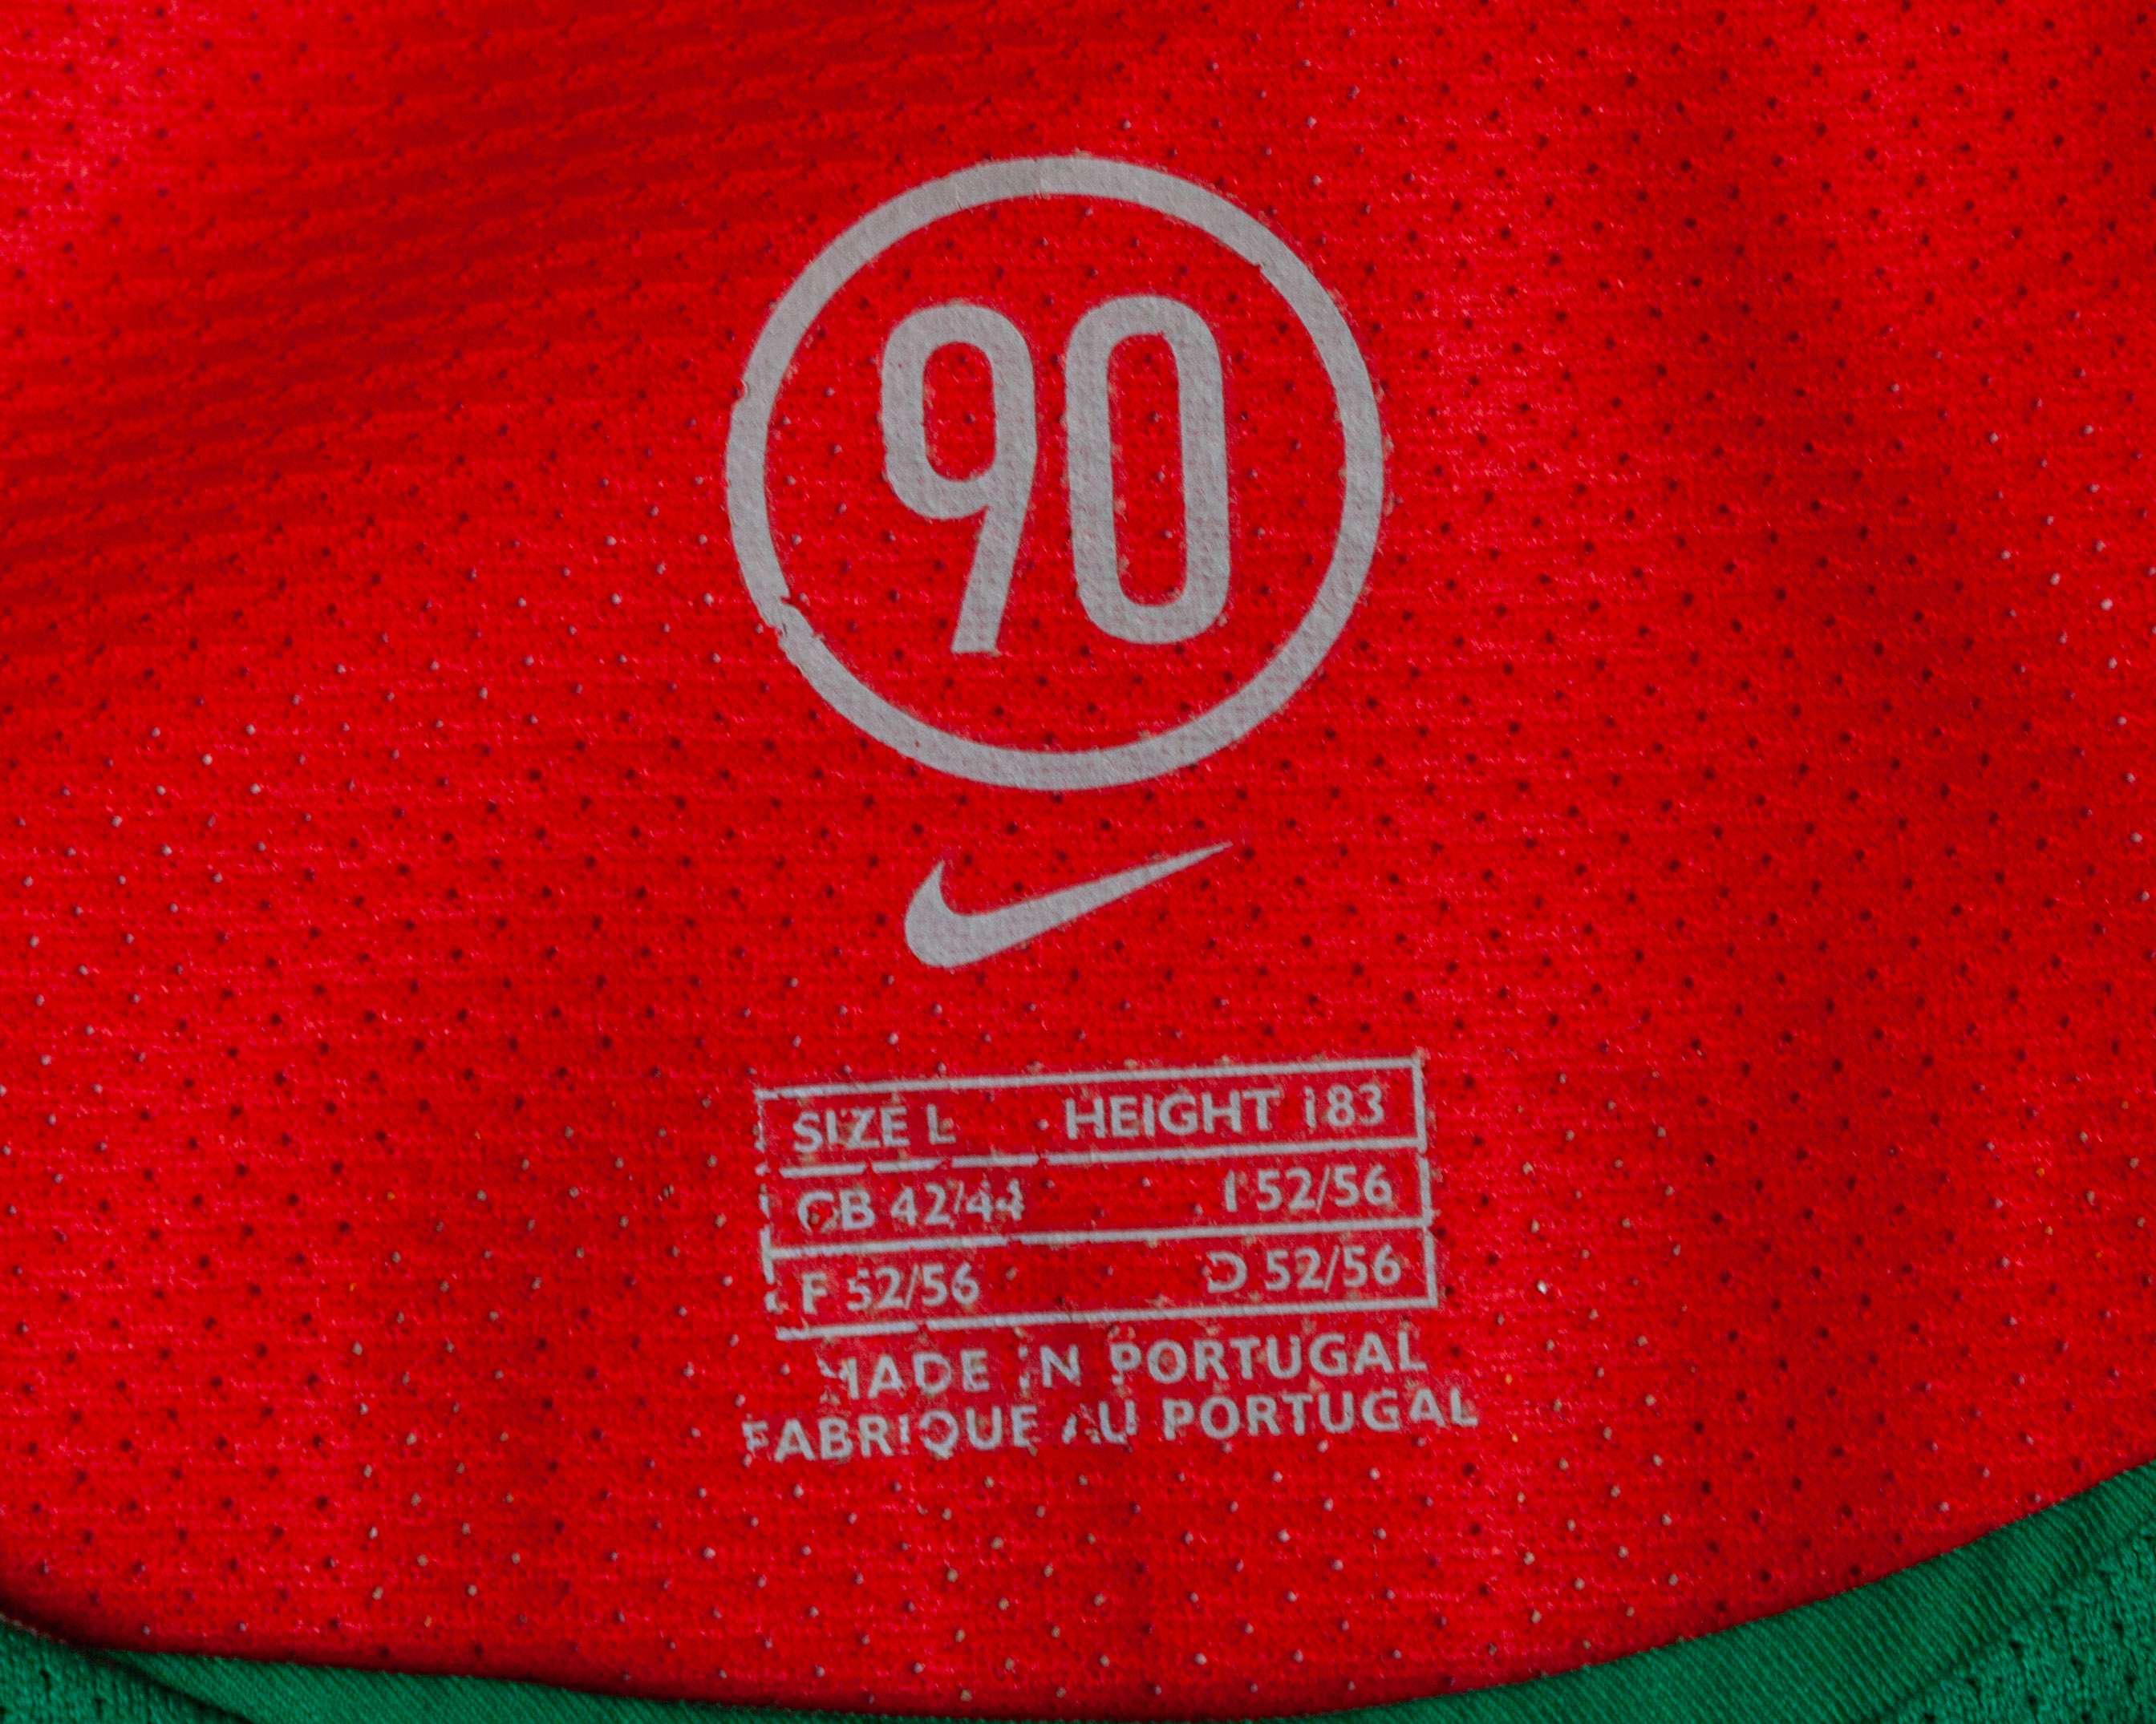 90
SIZE L HEIGHT 183
GB 42/44 I 52/56
F 52/56 D 52/56
MADE IN PORTUGAL
FABRIQUE AU PORTUGAL